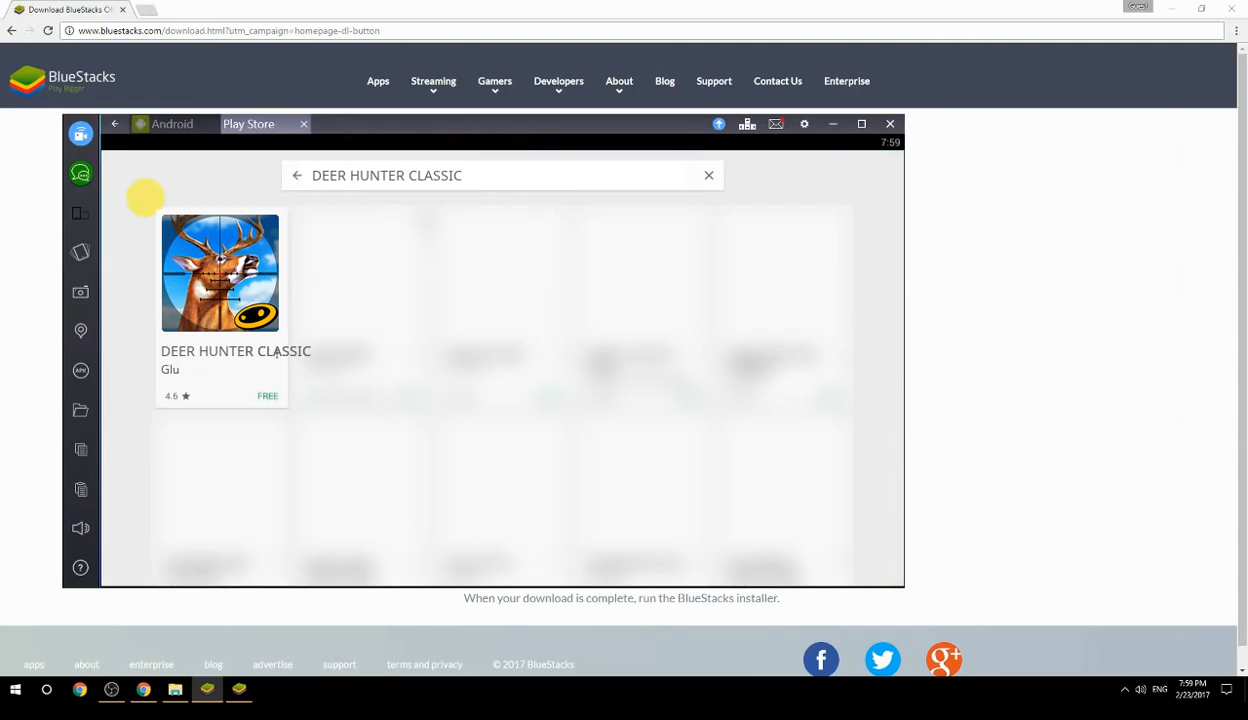 Download BlueStacks Of
Guest
www.bluestacks.com/download.html?utm_campaign=homepage-dl-button
BlueStacks
Play Bigger
Apps
Streaming
Gamers
Developers
About
Blog
Support
Contact Us
Enterprise
Android
Play Store
7:59
DEER HUNTER CLASSIC
DEER HUNTER CLASSIC
Glu
4.6
FREE
APK
When your download is complete, run the BlueStacks installer.
apps
about
enterprise
blog
advertise
support
terms and privacy
© 2017 BlueStacks
ENG
7:59 PM
2/23/2017